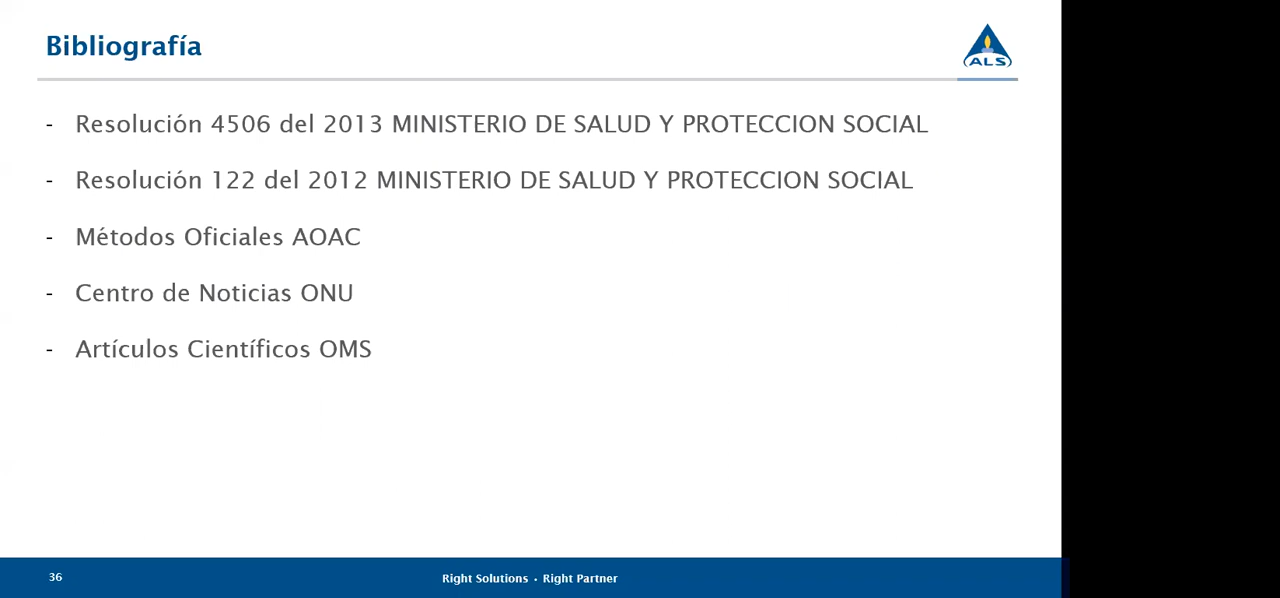 Bibliografía
ALS
- Resolución 4506 del 2013 MINISTERIO DE SALUD Y PROTECCION SOCIAL
- Resolución 122 del 2012 MINISTERIO DE SALUD Y PROTECCION SOCIAL
- Métodos Oficiales AOAC
- Centro de Noticias ONU
- Artículos Científicos OMS
36
Right Solutions • Right Partner